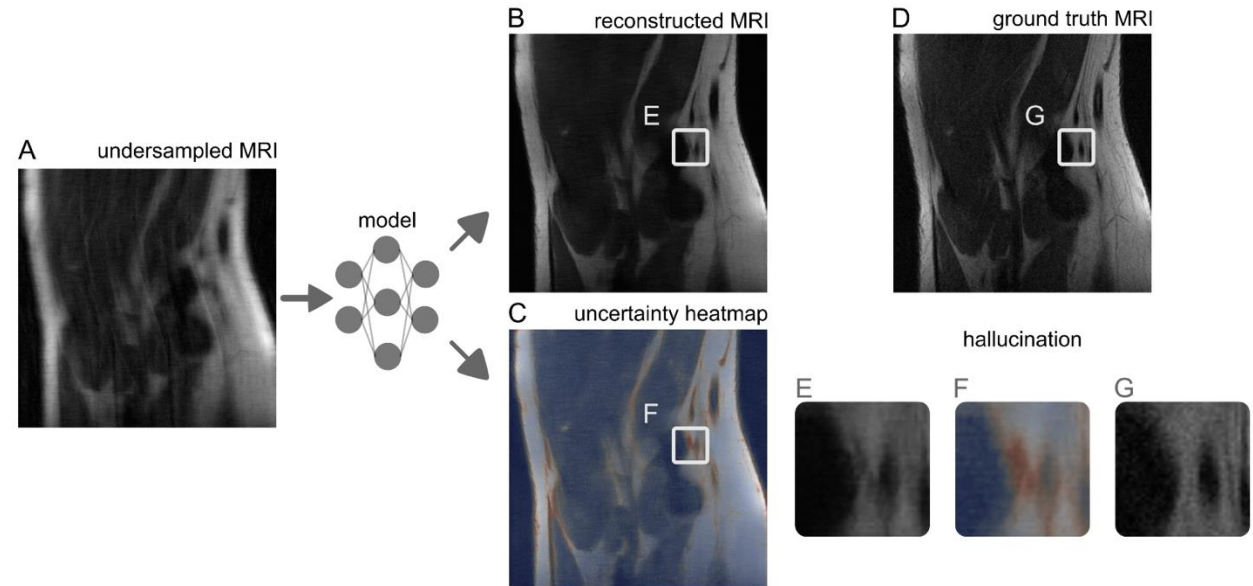 A undersampled MRI
model
B reconstructed MRI
E
C uncertainty heatmap
F
D ground truth MRI
G
hallucination
E F G